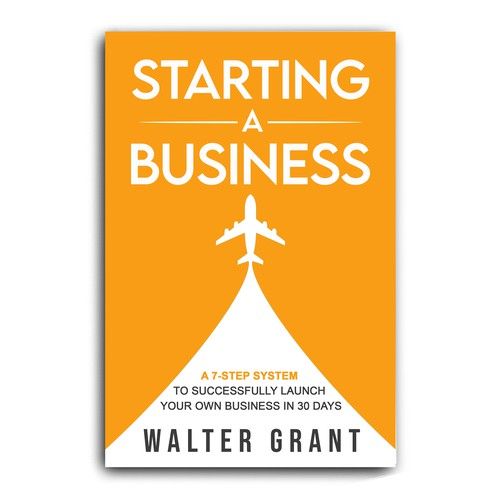 STARTING
A
BUSINESS
A 7-STEP SYSTEM
TO SUCCESSFULLY LAUNCH
YOUR OWN BUSINESS IN 30 DAYS
WALTER GRANT